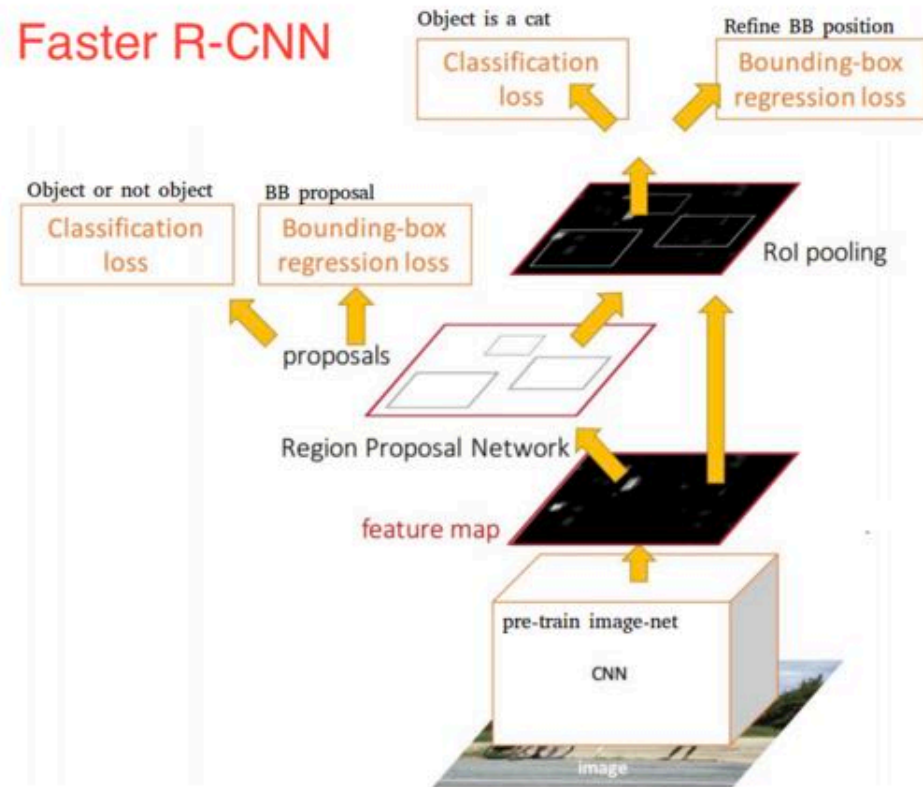 Faster R-CNN
Object is a cat
Classification
loss
Refine BB position
Bounding-box
regression loss
Object or not object
Classification
loss
BB proposal
Bounding-box
regression loss
RoI pooling
proposals
Region Proposal Network
feature map
pre-train image-net
CNN
image